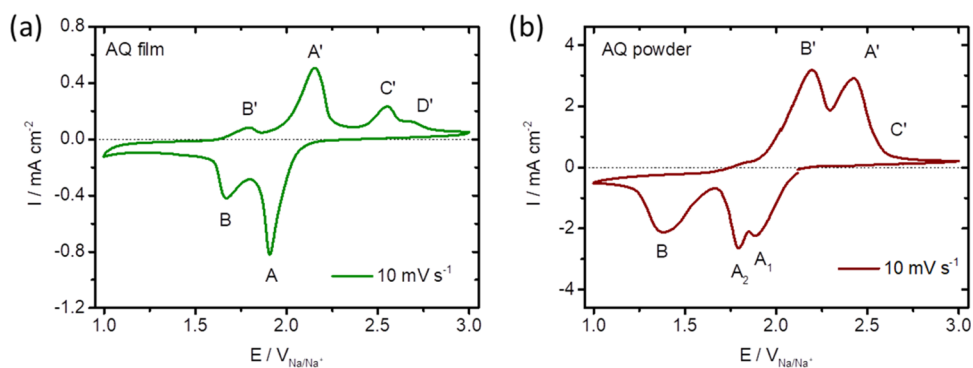 (a)
AQ film
I / mA cm⁻²
0.8
0.4
0.0
-0.4
-0.8
-1.2
A'
B'
C'
D'
B
A
10 mV s⁻¹
1.0 1.5 2.0 2.5 3.0
E / V_Na/Na⁺
(b)
AQ powder
I / mA cm⁻²
4
2
0
-2
-4
B' A'
C'
B
A₂ A₁
10 mV s⁻¹
1.0 1.5 2.0 2.5 3.0
E / V_Na/Na⁺